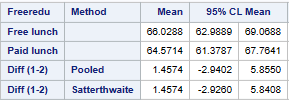 Freeredu Method Mean 95% CL Mean
Free lunch 66.0288 62.9889 69.0688
Paid lunch 64.5714 61.3787 67.7641
Diff (1-2) Pooled 1.4574 -2.9402 5.8550
Diff (1-2) Satterthwaite 1.4574 -2.9260 5.8408